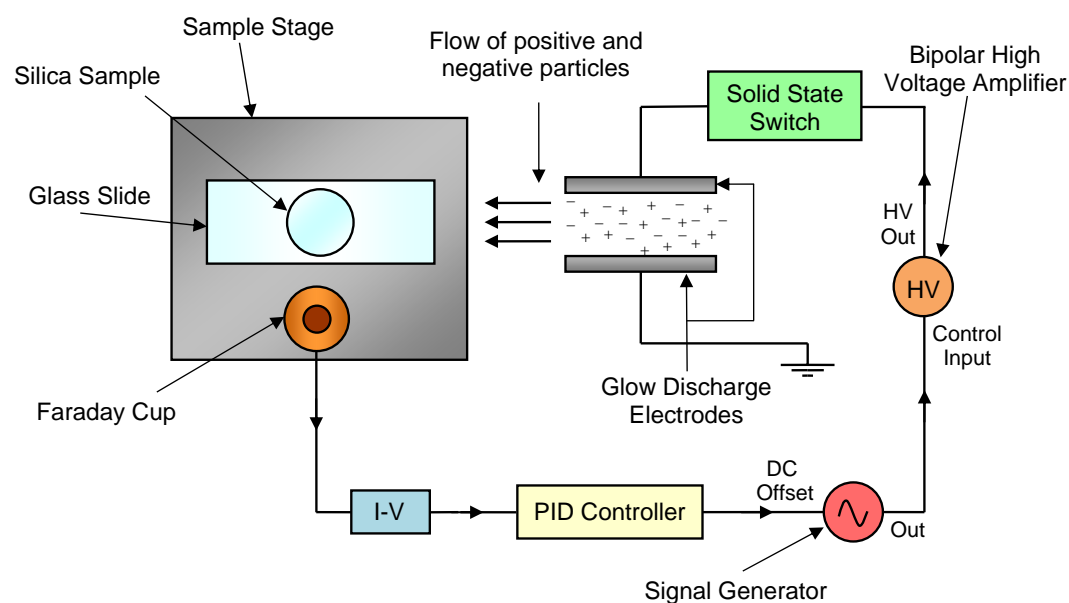 Sample Stage
Silica Sample
Glass Slide
Faraday Cup
Flow of positive and
negative particles
Solid State
Switch
Bipolar High
Voltage Amplifier
HV
Out
HV
Control
Input
Glow Discharge
Electrodes
I-V
PID Controller
DC
Offset
Out
Signal Generator